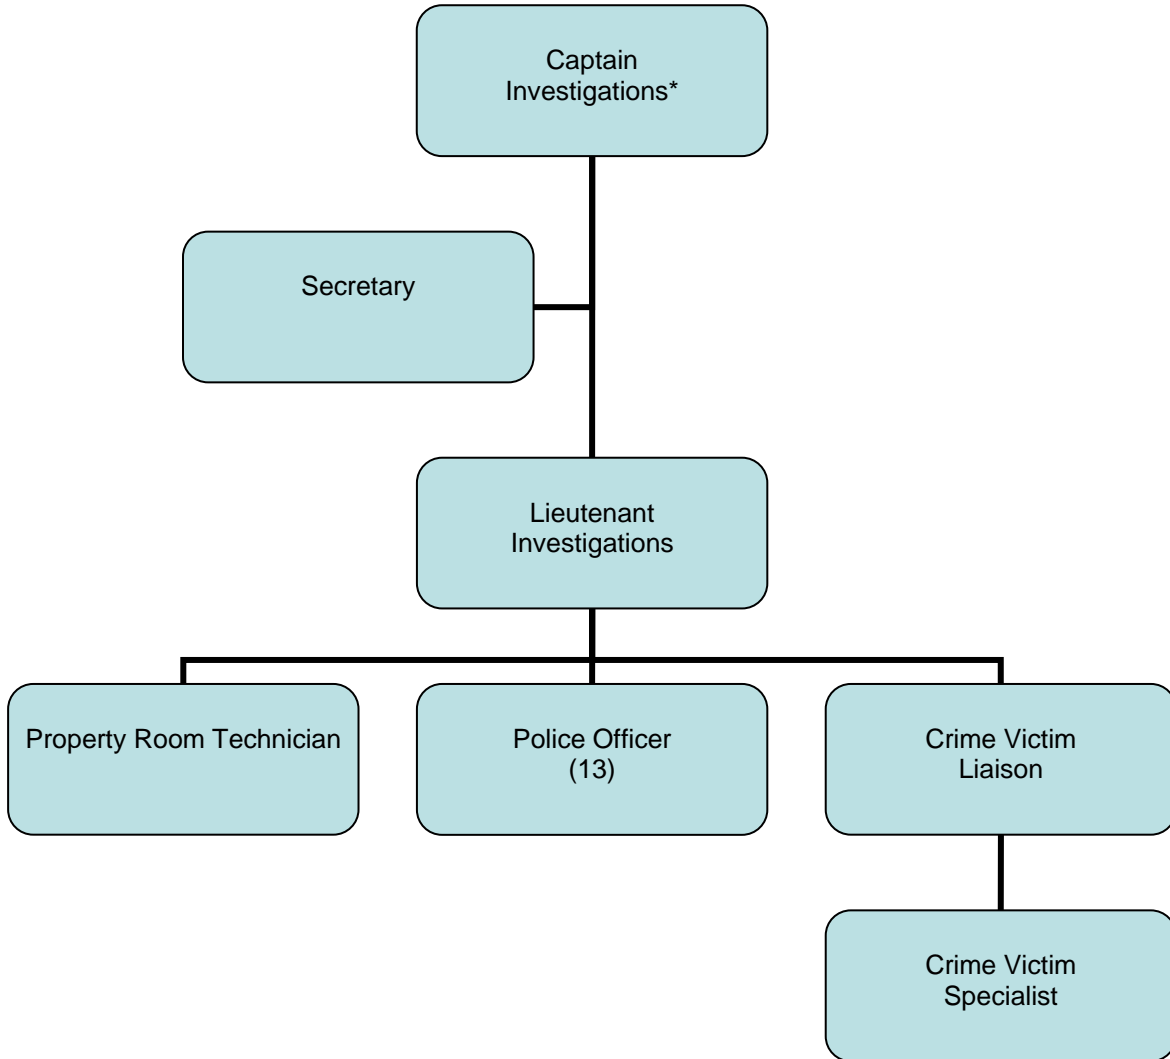 Captain
Investigations*
Secretary
Lieutenant
Investigations
Property Room Technician
Police Officer
(13)
Crime Victim
Liaison
Crime Victim
Specialist